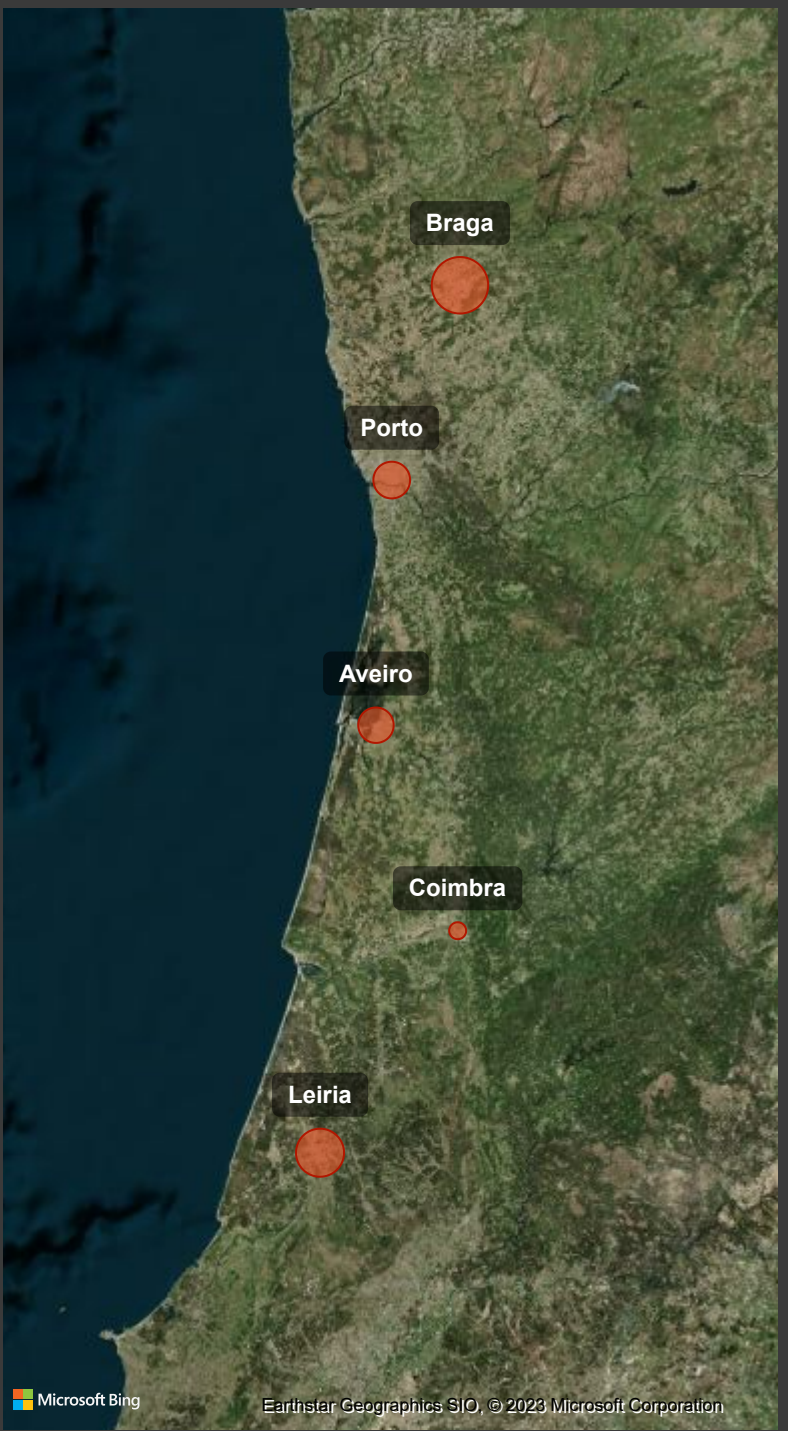 Braga
Porto
Aveiro
Coimbra
Leiria
Microsoft Bing
Earthstar Geographics SIO, © 2023 Microsoft Corporation